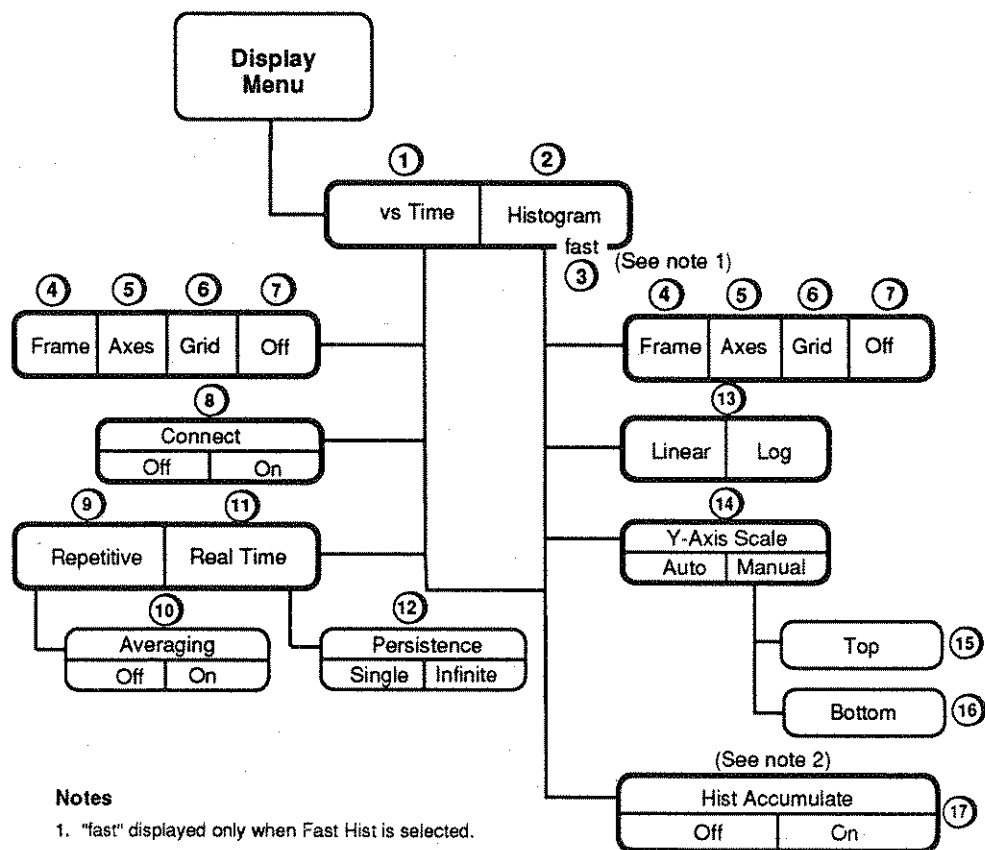 Display
Menu
1 2
vs Time Histogram
fast
3
(See note 1)
4 5 6 7
Frame Axes Grid Off
8
Connect
Off On
9 11
Repetitive Real Time
10
Averaging
Off On
12
Persistence
Single Infinite
4 5 6 7
Frame Axes Grid Off
13
Linear Log
14
Y-Axis Scale
Auto Manual
Top 15
Bottom 16
(See note 2)
Hist Accumulate
Off On
17
Notes
1. "fast" displayed only when Fast Hist is selected.